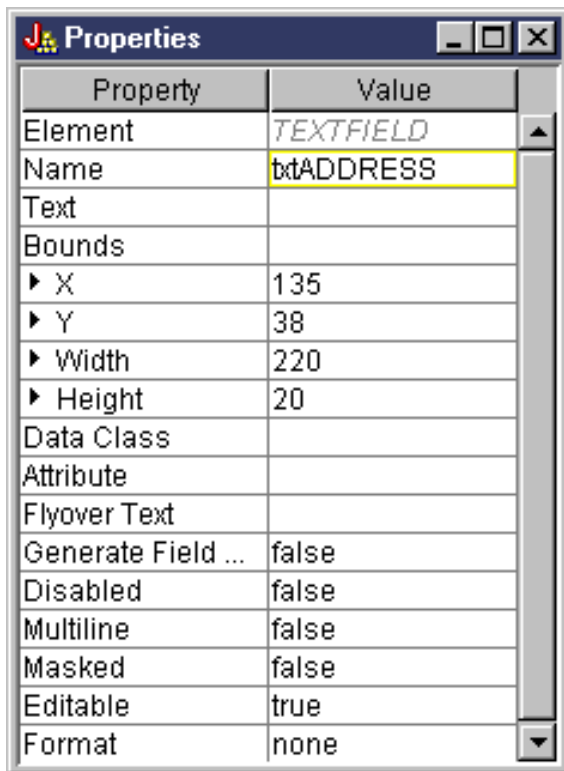 Properties
Property Value
Element TEXTFIELD
Name txtADDRESS
Text
Bounds
X 135
Y 38
Width 220
Height 20
Data Class
Attribute
Flyover Text
Generate Field ... false
Disabled false
Multiline false
Masked false
Editable true
Format none